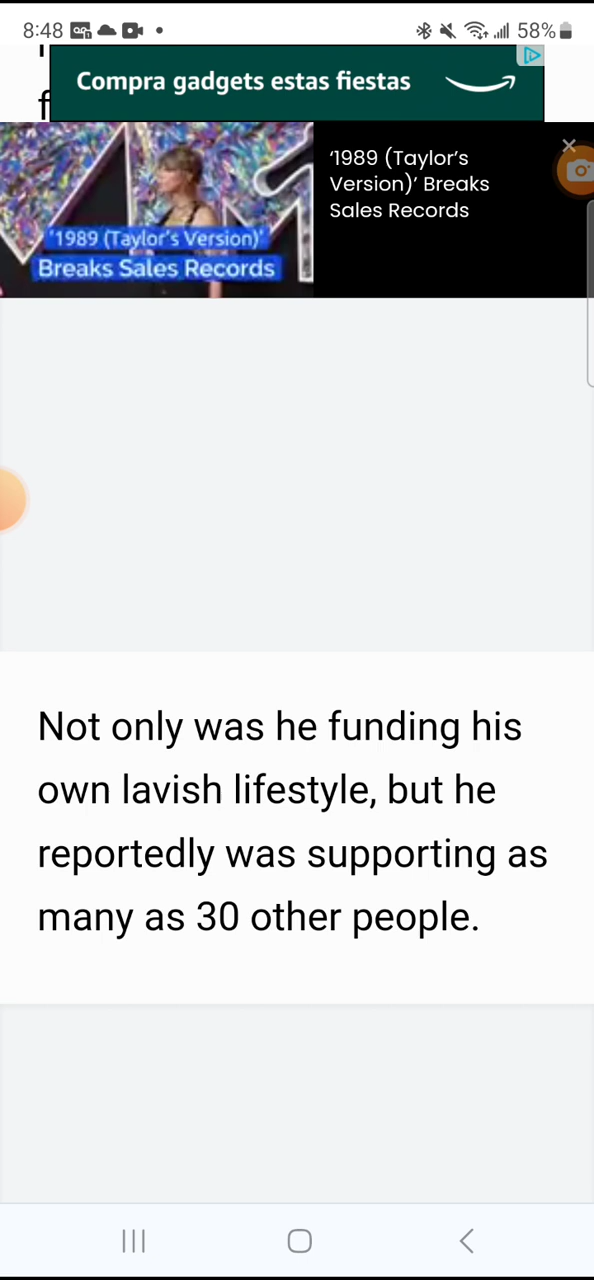 8:48
58%
Compra gadgets estas fiestas
f
'1989 (Taylor's Version)'
Breaks Sales Records
'1989 (Taylor's
Version)' Breaks
Sales Records
Not only was he funding his
own lavish lifestyle, but he
reportedly was supporting as
many as 30 other people.